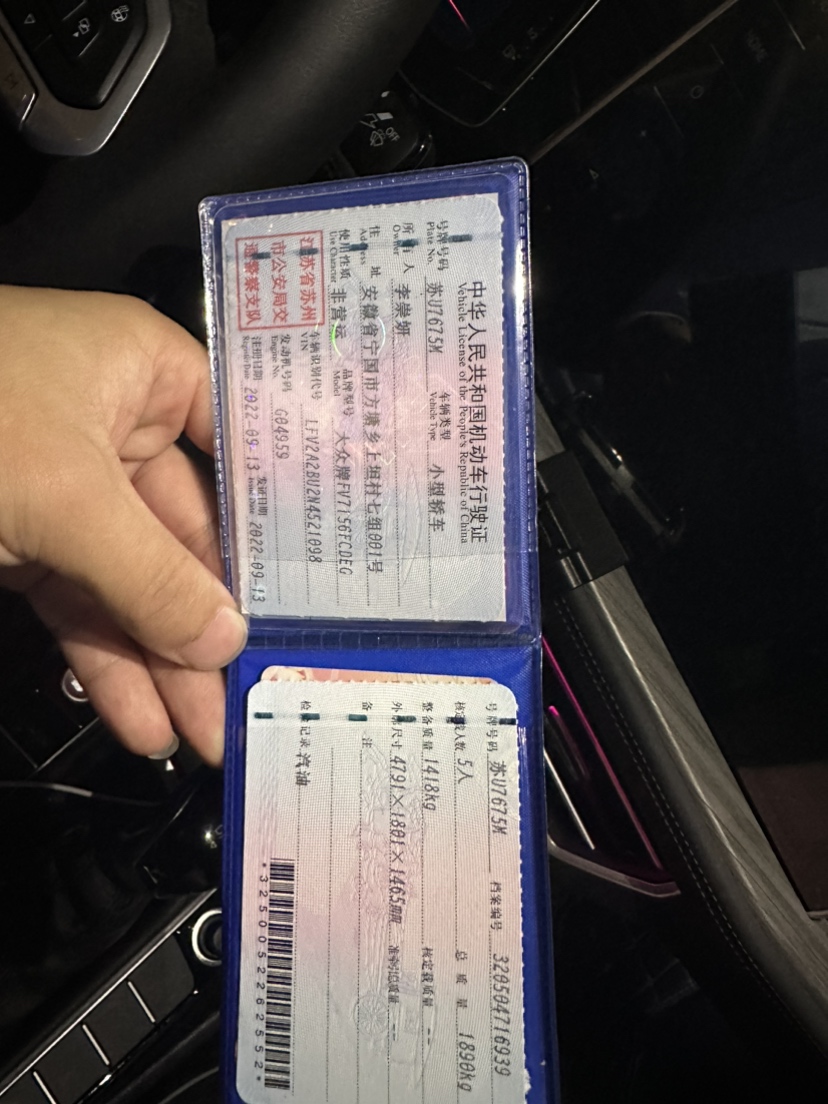 中华人民共和国机动车行驶证
Vehicle License of the People's Republic of China
号牌号码 苏U7675M 车辆类型 小型轿车
Plate No. Vehicle Type
所 人 李崇妍
Owner
住 址 安徽省宁国市方塘乡上坦村七组001号
Address
使用性质 非营运 品牌型号 大众牌FV7156FCDEG
Use Character Model
江苏省苏州
市公安局交
通警察支队
车辆识别代号 LFV2A2BU2N4521098
VIN
发动机号码 G04959
Engine No.
注册日期 2022-09-13 发证日期 2022-09-13
Register Date Issue Date
号牌号码 苏U7675M 档案编号 320504716939
核定载人数 5人 总 质 量 1890kg
整备质量 1418kg 核定载质量 --
外廓尺寸 4791×1801×1465mm 准牵引总质量 --
备 注
检验记录 汽油
*3250052262552*
OFF